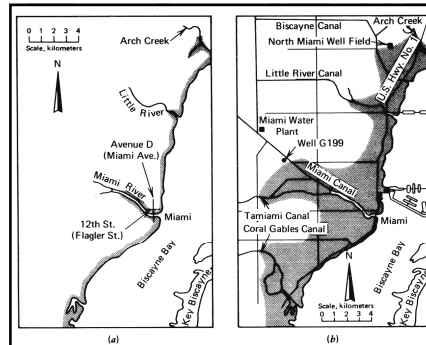 0 1 2 3 4
Scale, kilometers
N
Arch Creek
Little River
Avenue D
(Miami Ave.)
Miami River
Miami
12th St.
(Flagler St.)
Biscayne Bay
Key Biscayne
(a)
Arch Creek
Biscayne Canal
North Miami Well Field
U.S. Hwy. No. 1
Little River Canal
Miami Water
Plant
Well G199
Miami Canal
Miami
Tamiami Canal
Coral Gables Canal
Biscayne Bay
N
Scale, kilometers
0 1 2 3 4
Key Biscayne
(b)